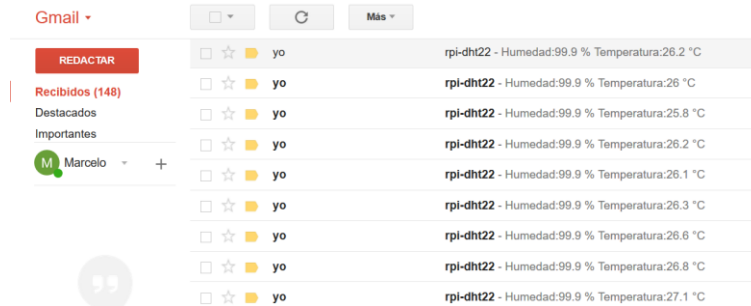 Gmail
Más
REDACTAR
Recibidos (148)
Destacados
Importantes
M Marcelo +
yo rpi-dht22 - Humedad:99.9 % Temperatura:26.2 °C
yo rpi-dht22 - Humedad:99.9 % Temperatura:26 °C
yo rpi-dht22 - Humedad:99.9 % Temperatura:25.8 °C
yo rpi-dht22 - Humedad:99.9 % Temperatura:26.2 °C
yo rpi-dht22 - Humedad:99.9 % Temperatura:26.1 °C
yo rpi-dht22 - Humedad:99.9 % Temperatura:26.3 °C
yo rpi-dht22 - Humedad:99.9 % Temperatura:26.6 °C
yo rpi-dht22 - Humedad:99.9 % Temperatura:26.8 °C
yo rpi-dht22 - Humedad:99.9 % Temperatura:27.1 °C